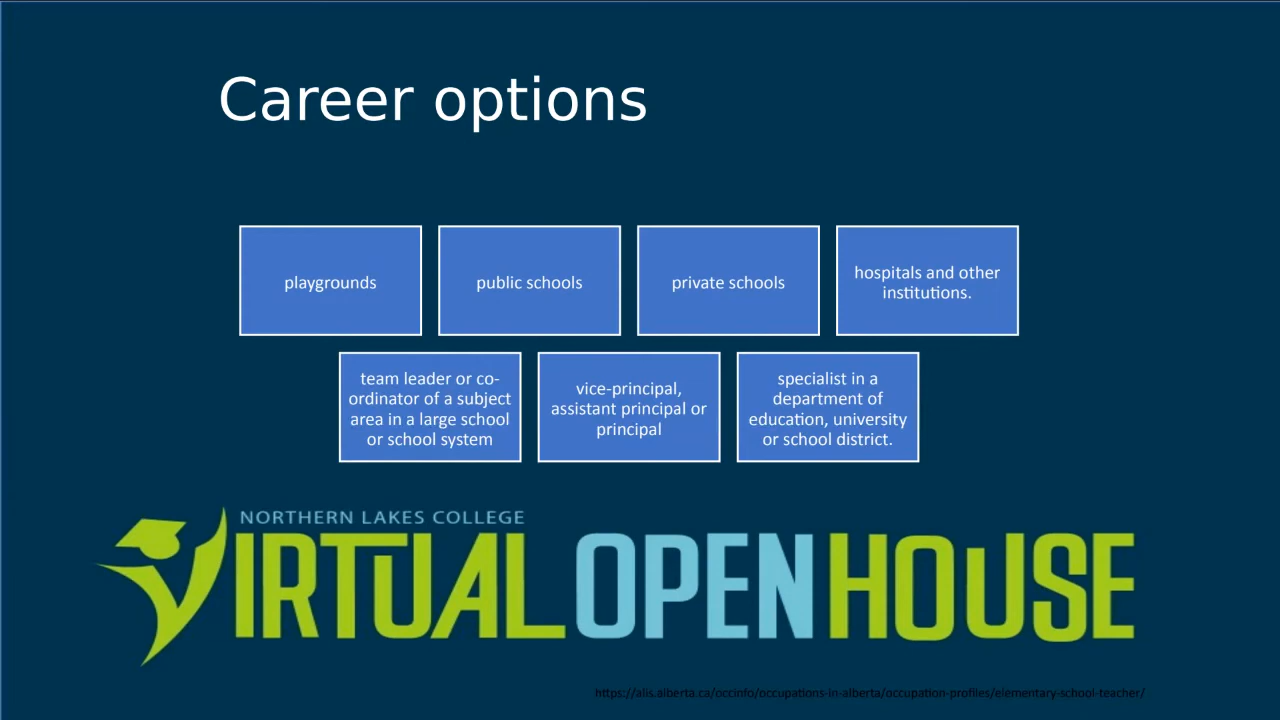 Career options
playgrounds
public schools
private schools
hospitals and other
institutions.
team leader or co-
ordinator of a subject
area in a large school
or school system
vice-principal,
assistant principal or
principal
specialist in a
department of
education, university
or school district.
NORTHERN LAKES COLLEGE
VIRTUAL OPEN HOUSE
https://alis.alberta.ca/occinfo/occupations-in-alberta/occupation-profiles/elementary-school-teacher/